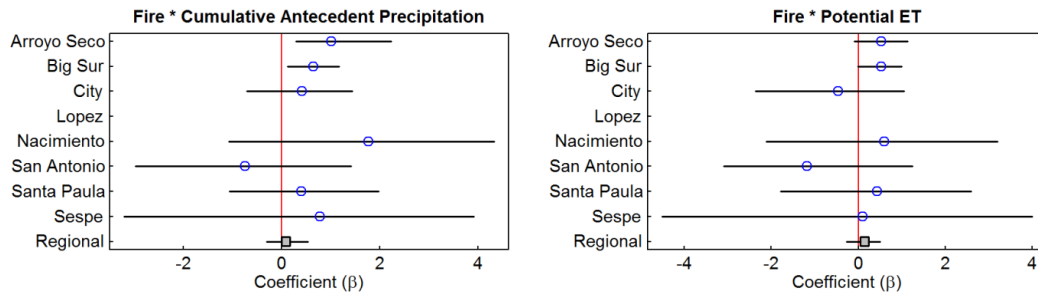 Fire * Cumulative Antecedent Precipitation
Arroyo Seco
Big Sur
City
Lopez
Nacimiento
San Antonio
Santa Paula
Sespe
Regional
-2 0 2 4
Coefficient (β)
Fire * Potential ET
Arroyo Seco
Big Sur
City
Lopez
Nacimiento
San Antonio
Santa Paula
Sespe
Regional
-4 -2 0 2 4
Coefficient (β)